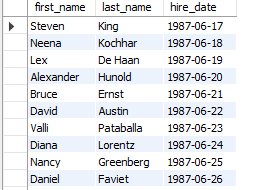 first_name last_name hire_date
Steven King 1987-06-17
Neena Kochhar 1987-06-18
Lex De Haan 1987-06-19
Alexander Hunold 1987-06-20
Bruce Ernst 1987-06-21
David Austin 1987-06-22
Valli Pataballa 1987-06-23
Diana Lorentz 1987-06-24
Nancy Greenberg 1987-06-25
Daniel Faviet 1987-06-26